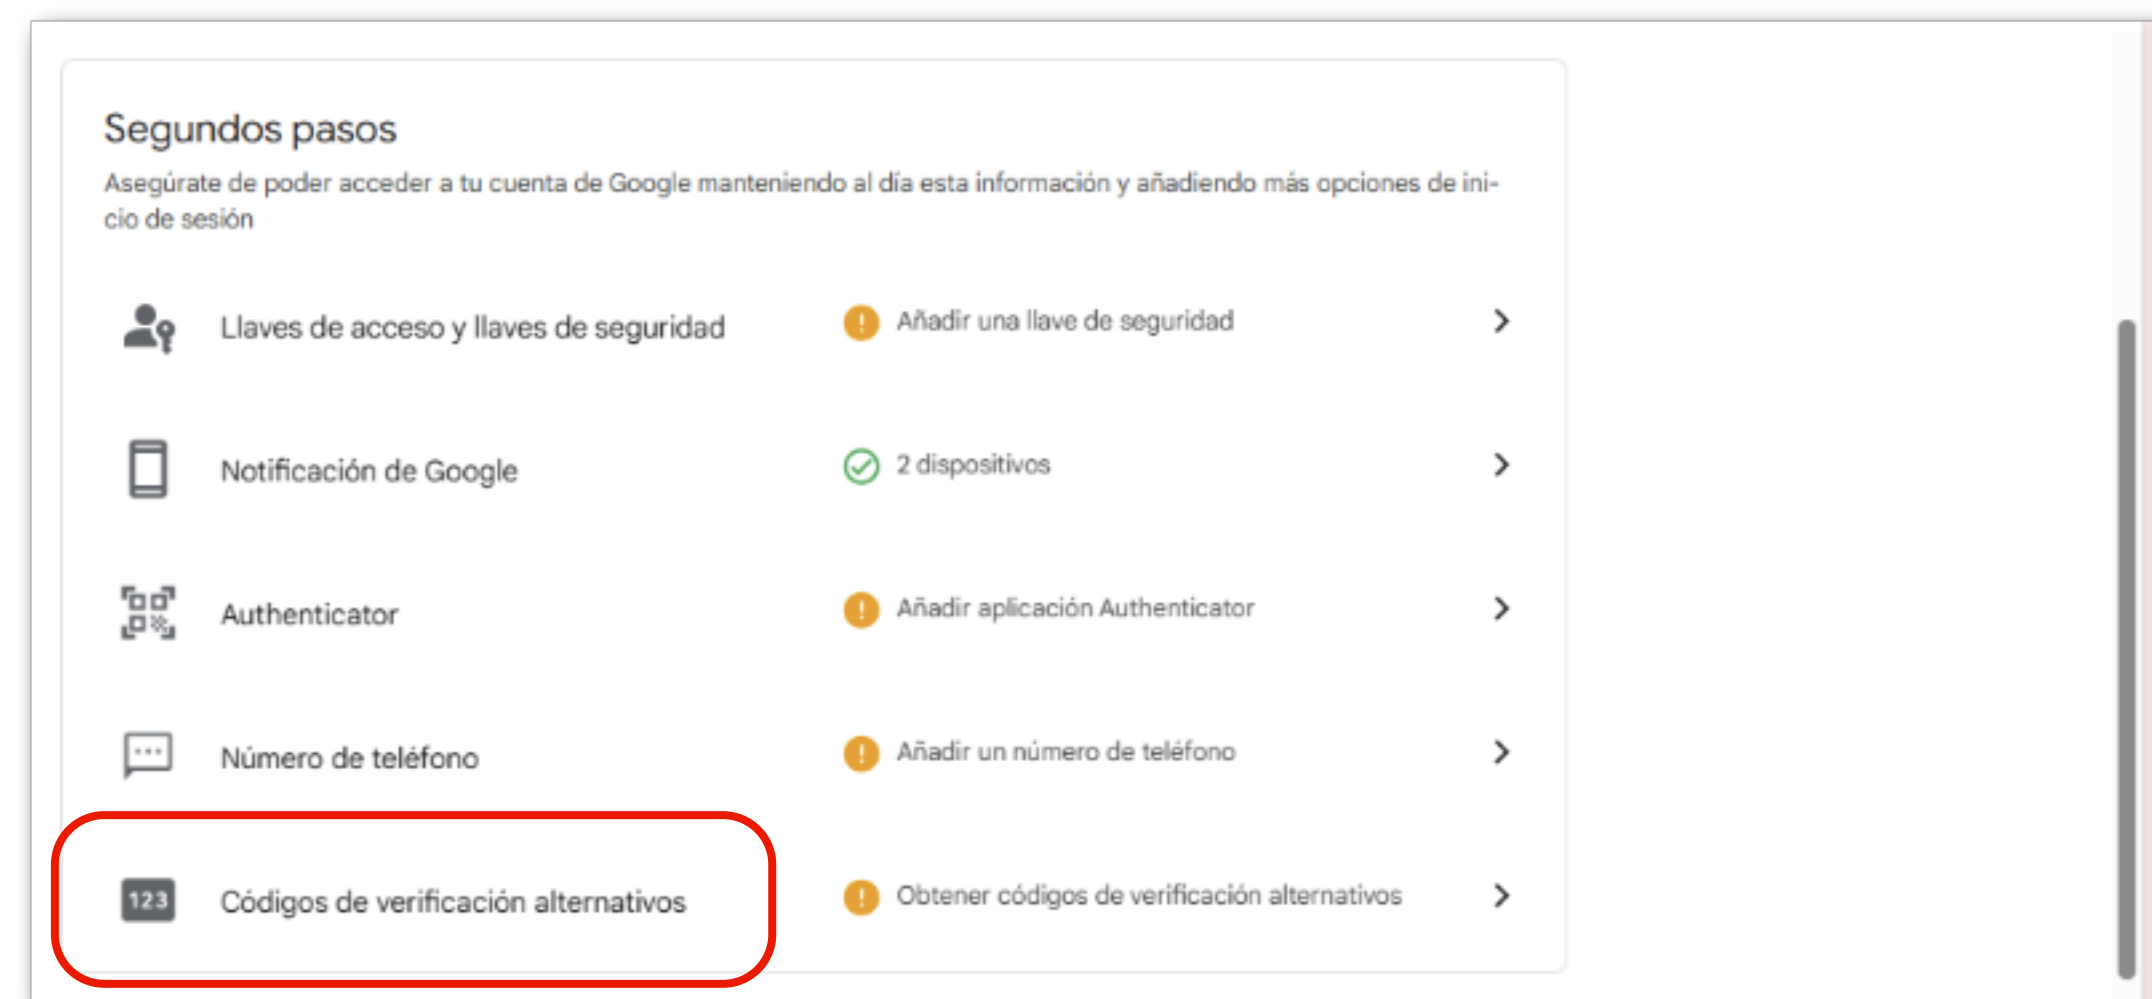 Segundos pasos
Asegúrate de poder acceder a tu cuenta de Google manteniendo al día esta información y añadiendo más opciones de ini-
cio de sesión
Llaves de acceso y llaves de seguridad
! Añadir una llave de seguridad
Notificación de Google
2 dispositivos
Authenticator
! Añadir aplicación Authenticator
Número de teléfono
! Añadir un número de teléfono
123 Códigos de verificación alternativos
! Obtener códigos de verificación alternativos